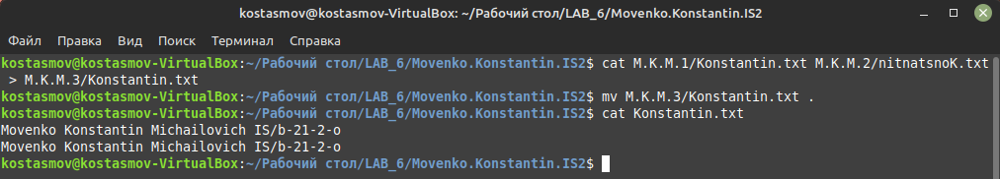 kostasmov@kostasmov-VirtualBox: ~/Рабочий стол/LAB_6/Movenko.Konstantin.IS2
Файл Правка Вид Поиск Терминал Справка
kostasmov@kostasmov-VirtualBox:~/Рабочий стол/LAB_6/Movenko.Konstantin.IS2$ cat M.K.M.1/Konstantin.txt M.K.M.2/nitnatsnoK.txt
> M.K.M.3/Konstantin.txt
kostasmov@kostasmov-VirtualBox:~/Рабочий стол/LAB_6/Movenko.Konstantin.IS2$ mv M.K.M.3/Konstantin.txt .
kostasmov@kostasmov-VirtualBox:~/Рабочий стол/LAB_6/Movenko.Konstantin.IS2$ cat Konstantin.txt
Movenko Konstantin Michailovich IS/b-21-2-o
Movenko Konstantin Michailovich IS/b-21-2-o
kostasmov@kostasmov-VirtualBox:~/Рабочий стол/LAB_6/Movenko.Konstantin.IS2$